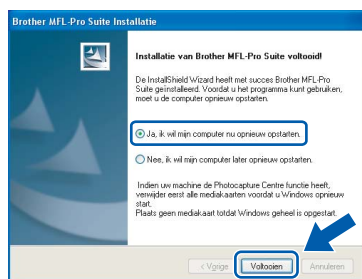 Brother MFL-Pro Suite Installatie
Installatie van Brother MFL-Pro Suite voltooid!
De InstallShield Wizard heeft met succes Brother MFL-Pro
Suite geïnstalleerd. Voordat u het programma kunt gebruiken,
moet u de computer opnieuw opstarten.
Ja, ik wil mijn computer nu opnieuw opstarten.
Nee, ik wil mijn computer later opnieuw opstarten.
Indien uw machine de Photocapture Centre functie heeft,
verwijder eerst alle mediakaarten voordat u Windows opnieuw
start.
Plaats geen mediakaart totdat Windows geheel is opgestart.
< Vorige Voltooien Annuleren